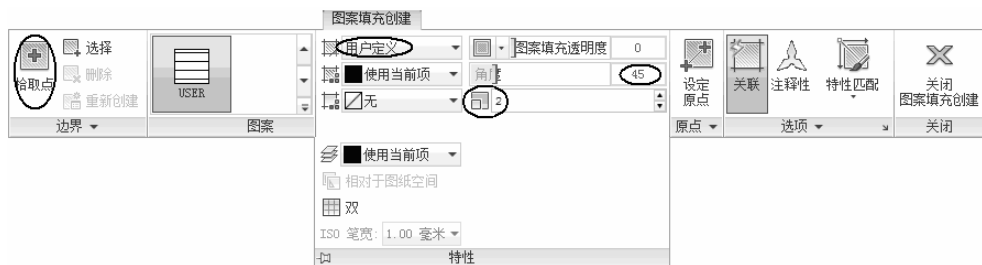 图案填充创建
拾取点
选择
删除
重新创建
边界
USER
图案
用户定义
使用当前项
无
图案填充透明度 0
角度 45
2
使用当前项
相对于图纸空间
双
ISO 笔宽: 1.00 毫米
特性
设定
原点
原点
关联
注释性
特性匹配
选项
关闭
图案填充创建
关闭